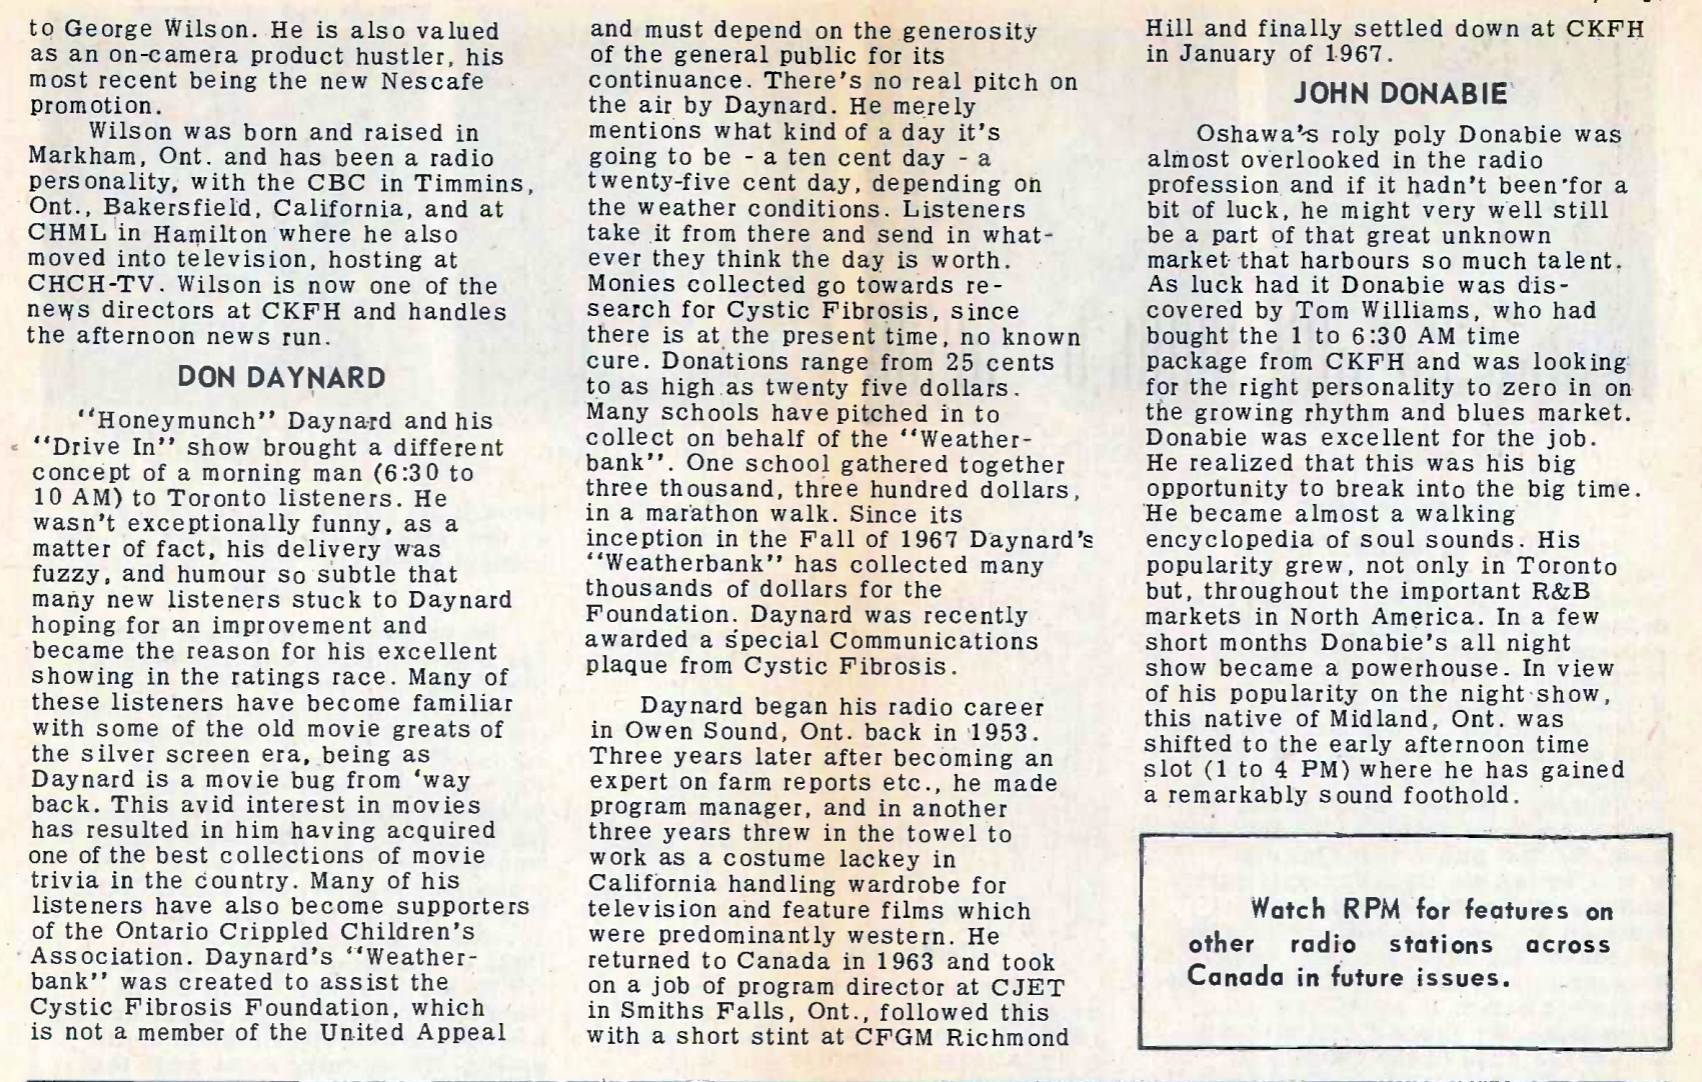 to George Wilson. He is also valued
as an on-camera product hustler, his
most recent being the new Nescafe
promotion.
Wilson was born and raised in
Markham, Ont. and has been a radio
personality, with the CBC in Timmins,
Ont., Bakersfield, California, and at
CHML in Hamilton where he also
moved into television, hosting at
CHCH-TV. Wilson is now one of the
news directors at CKFH and handles
the afternoon news run.
DON DAYNARD
"Honeymunch" Daynard and his
"Drive In" show brought a different
concept of a morning man (6:30 to
10 AM) to Toronto listeners. He
wasn't exceptionally funny, as a
matter of fact, his delivery was
fuzzy, and humour so subtle that
many new listeners stuck to Daynard
hoping for an improvement and
became the reason for his excellent
showing in the ratings race. Many of
these listeners have become familiar
with some of the old movie greats of
the silver screen era, being as
Daynard is a movie bug from 'way
back. This avid interest in movies
has resulted in him having acquired
one of the best collections of movie
trivia in the country. Many of his
listeners have also become supporters
of the Ontario Crippled Children's
Association. Daynard's "Weather-
bank" was created to assist the
Cystic Fibrosis Foundation, which
is not a member of the United Appeal
and must depend on the generosity
of the general public for its
continuance. There's no real pitch on
the air by Daynard. He merely
mentions what kind of a day it's
going to be - a ten cent day - a
twenty-five cent day, depending on
the weather conditions. Listeners
take it from there and send in what-
ever they think the day is worth.
Monies collected go towards re-
search for Cystic Fibrosis, since
there is at the present time, no known
cure. Donations range from 25 cents
to as high as twenty five dollars.
Many schools have pitched in to
collect on behalf of the "Weather-
bank". One school gathered together
three thousand, three hundred dollars,
in a marathon walk. Since its
inception in the Fall of 1967 Daynard's
"Weatherbank" has collected many
thousands of dollars for the
Foundation. Daynard was recently
awarded a special Communications
plaque from Cystic Fibrosis.
Daynard began his radio career
in Owen Sound, Ont. back in 1953.
Three years later after becoming an
expert on farm reports etc., he made
program manager, and in another
three years threw in the towel to
work as a costume lackey in
California handling wardrobe for
television and feature films which
were predominantly western. He
returned to Canada in 1963 and took
on a job of program director at CJET
in Smiths Falls, Ont., followed this
with a short stint at CFGM Richmond
Hill and finally settled down at CKFH
in January of 1967.
JOHN DONABIE
Oshawa's roly poly Donabie was
almost overlooked in the radio
profession and if it hadn't been for a
bit of luck, he might very well still
be a part of that great unknown
market that harbours so much talent.
As luck had it Donabie was dis-
covered by Tom Williams, who had
bought the 1 to 6:30 AM time
package from CKFH and was looking
for the right personality to zero in on
the growing rhythm and blues market.
Donabie was excellent for the job.
He realized that this was his big
opportunity to break into the big time.
He became almost a walking
encyclopedia of soul sounds. His
popularity grew, not only in Toronto
but, throughout the important R&B
markets in North America. In a few
short months Donabie's all night
show became a powerhouse. In view
of his popularity on the night show,
this native of Midland, Ont. was
shifted to the early afternoon time
slot (1 to 4 PM) where he has gained
a remarkably sound foothold.
Watch RPM for features on
other radio stations across
Canada in future issues.